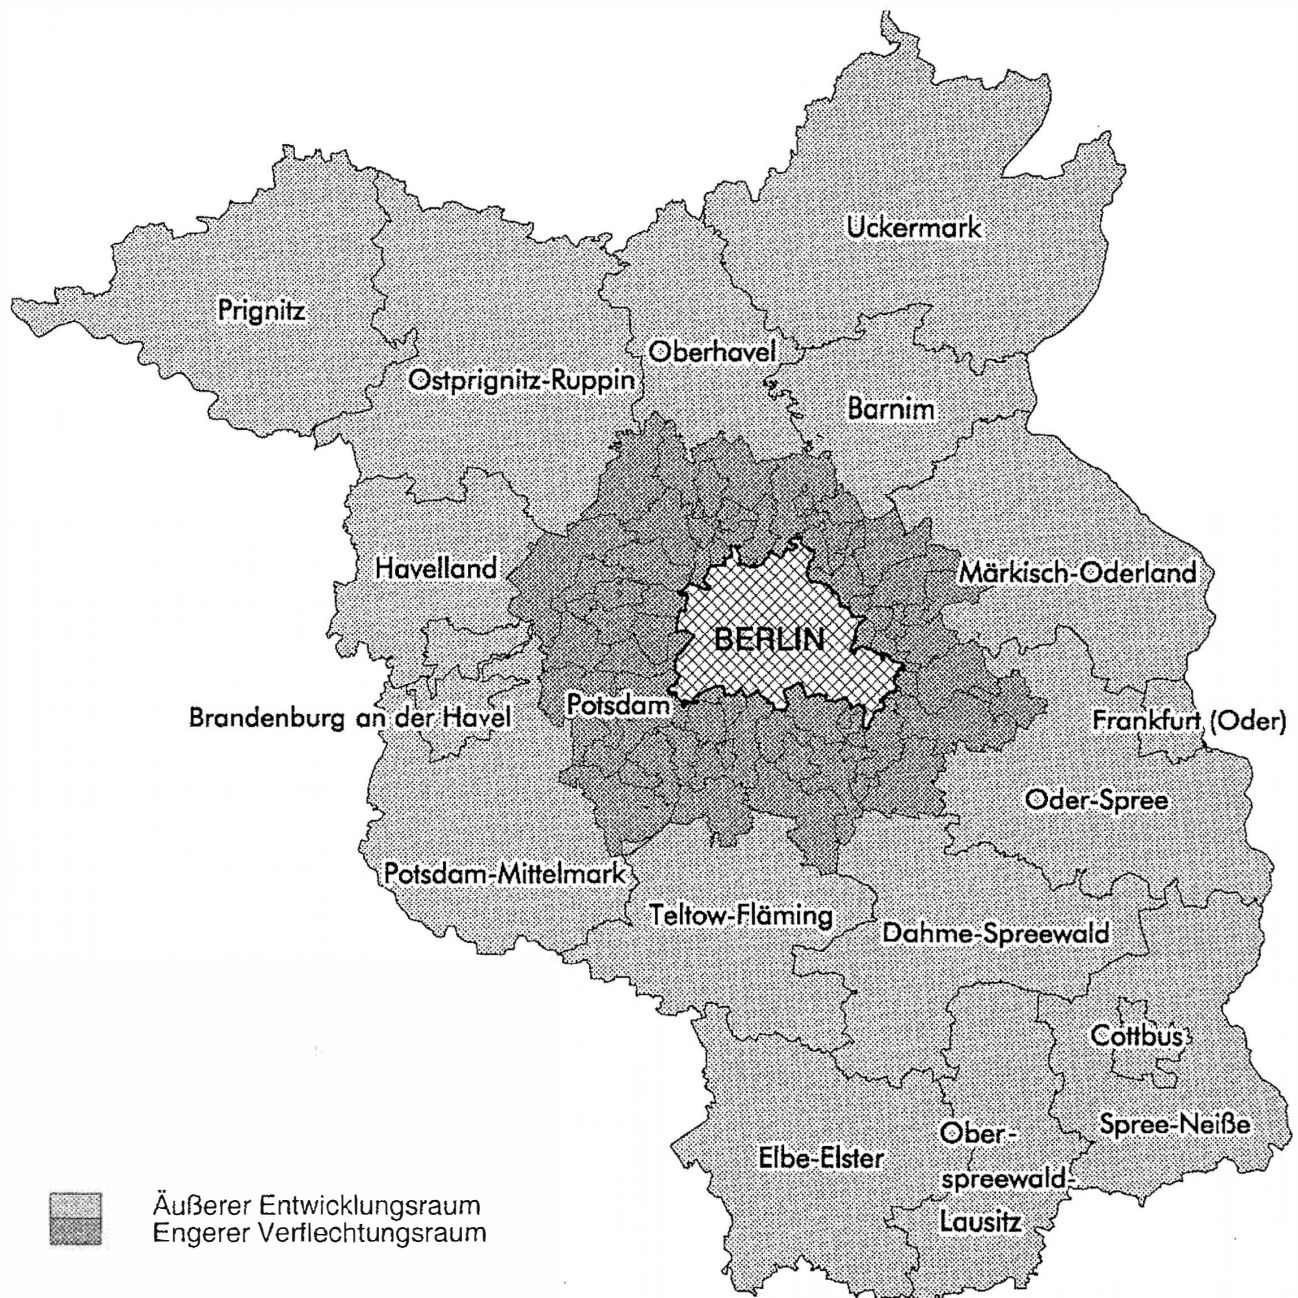 Uckermark
Prignitz
Oberhavel
Ostprignitz-Ruppin
Barnim
Havelland
Märkisch-Oderland
BERLIN
Potsdam
Brandenburg an der Havel
Frankfurt (Oder)
Oder-Spree
Potsdam-Mittelmark
Teltow-Fläming
Dahme-Spreewald
Cottbus
Spree-Neiße
Elbe-Elster
Ober-
spreewald-
Lausitz
Äußerer Entwicklungsraum
Engerer Verflechtungsraum